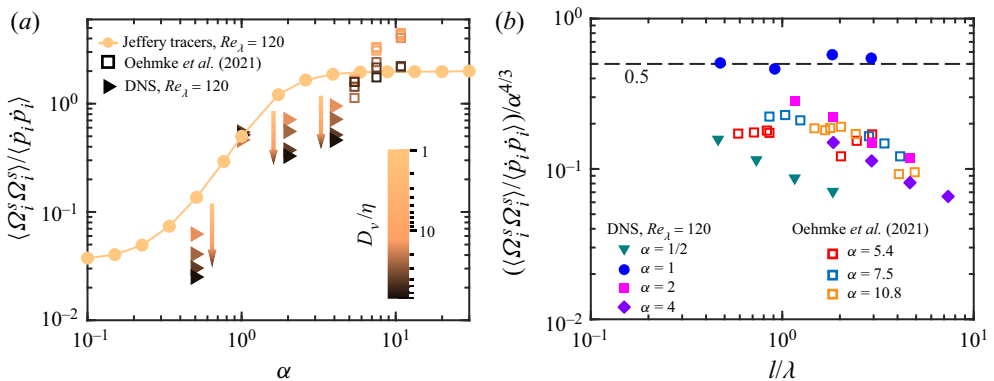 (a)
Jeffery tracers, Re_λ = 120
Oehmke et al. (2021)
DNS, Re_λ = 120
⟨Ω_i^s Ω_i^s⟩/⟨ṗ_i ṗ_i⟩
10^0
10^−1
10^−2
10^−1
10^0
10^1
α
D_v/η
1
10
(b)
(⟨Ω_i^s Ω_i^s⟩/⟨ṗ_i ṗ_i⟩)/α^{4/3}
10^0
10^−1
10^−2
0.5
DNS, Re_λ = 120
α = 1/2
α = 1
α = 2
α = 4
Oehmke et al. (2021)
α = 5.4
α = 7.5
α = 10.8
10^−1
10^0
10^1
l/λ